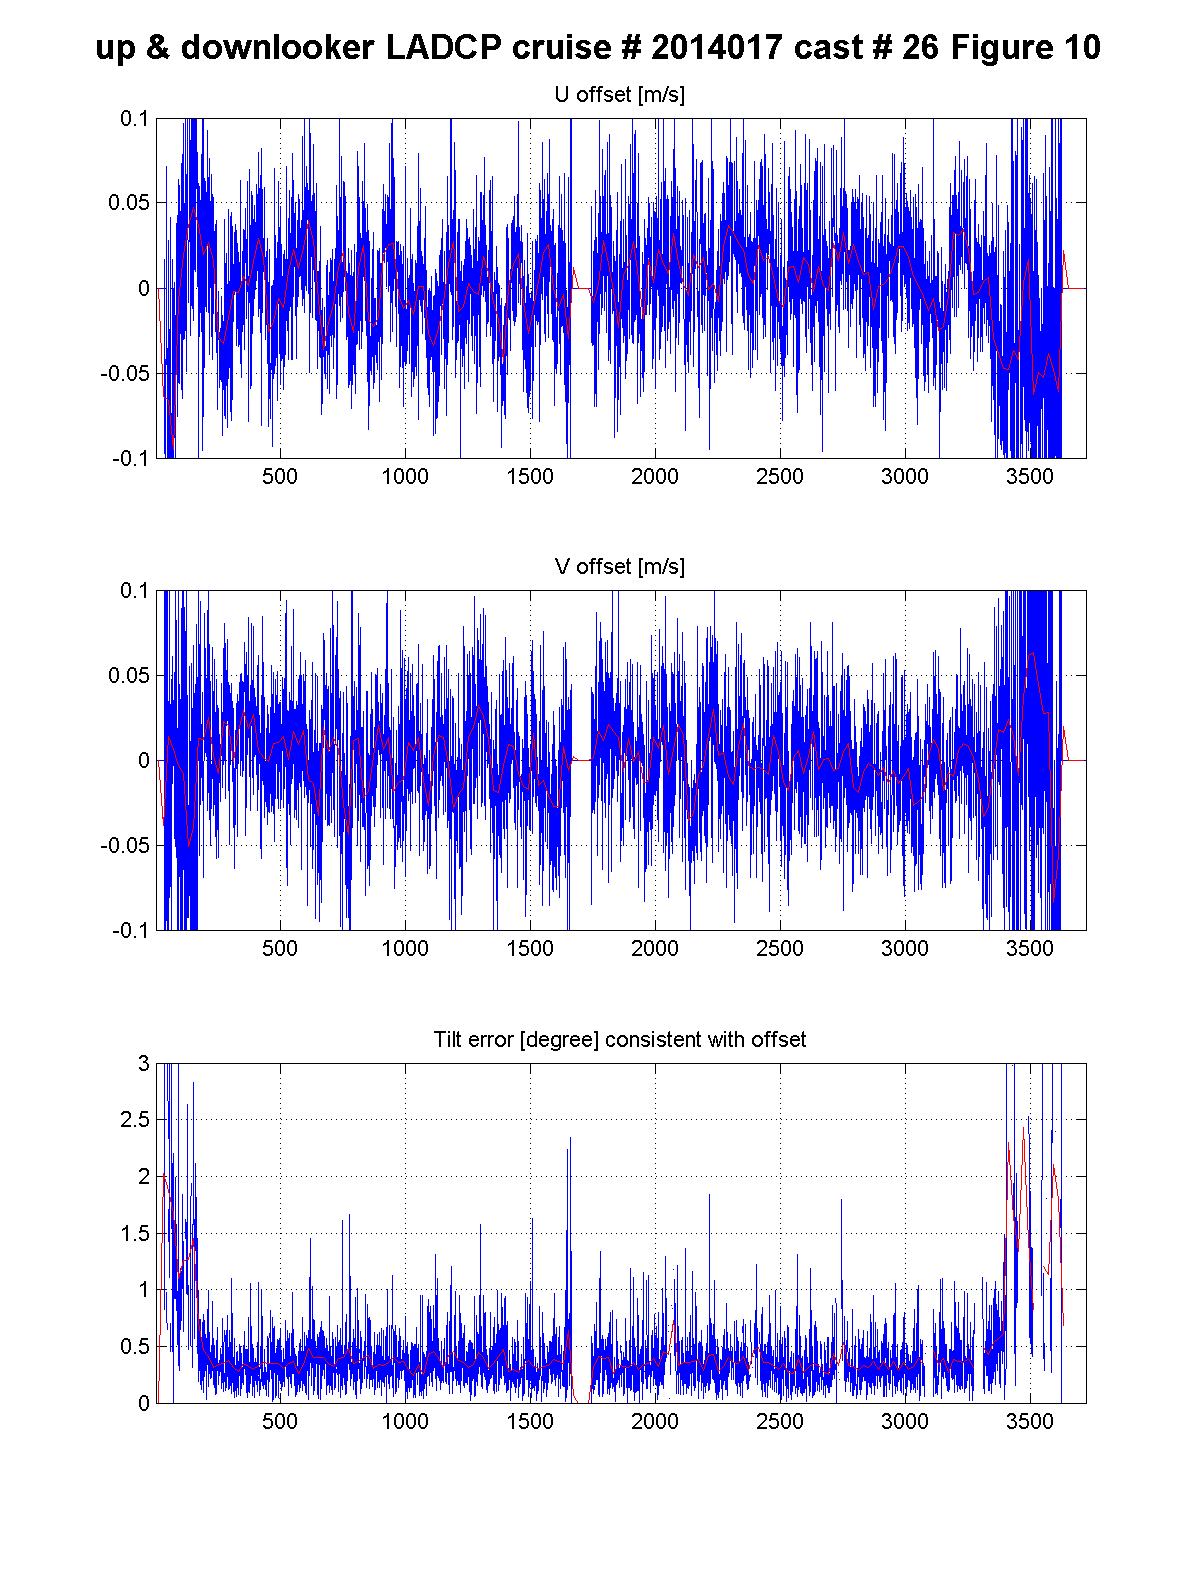 up & downlooker LADCP cruise # 2014017 cast # 26 Figure 10
U offset [m/s]
0.1
0.05
0
-0.05
-0.1
500 1000 1500 2000 2500 3000 3500
V offset [m/s]
0.1
0.05
0
-0.05
-0.1
500 1000 1500 2000 2500 3000 3500
Tilt error [degree] consistent with offset
3
2.5
2
1.5
1
0.5
0
500 1000 1500 2000 2500 3000 3500